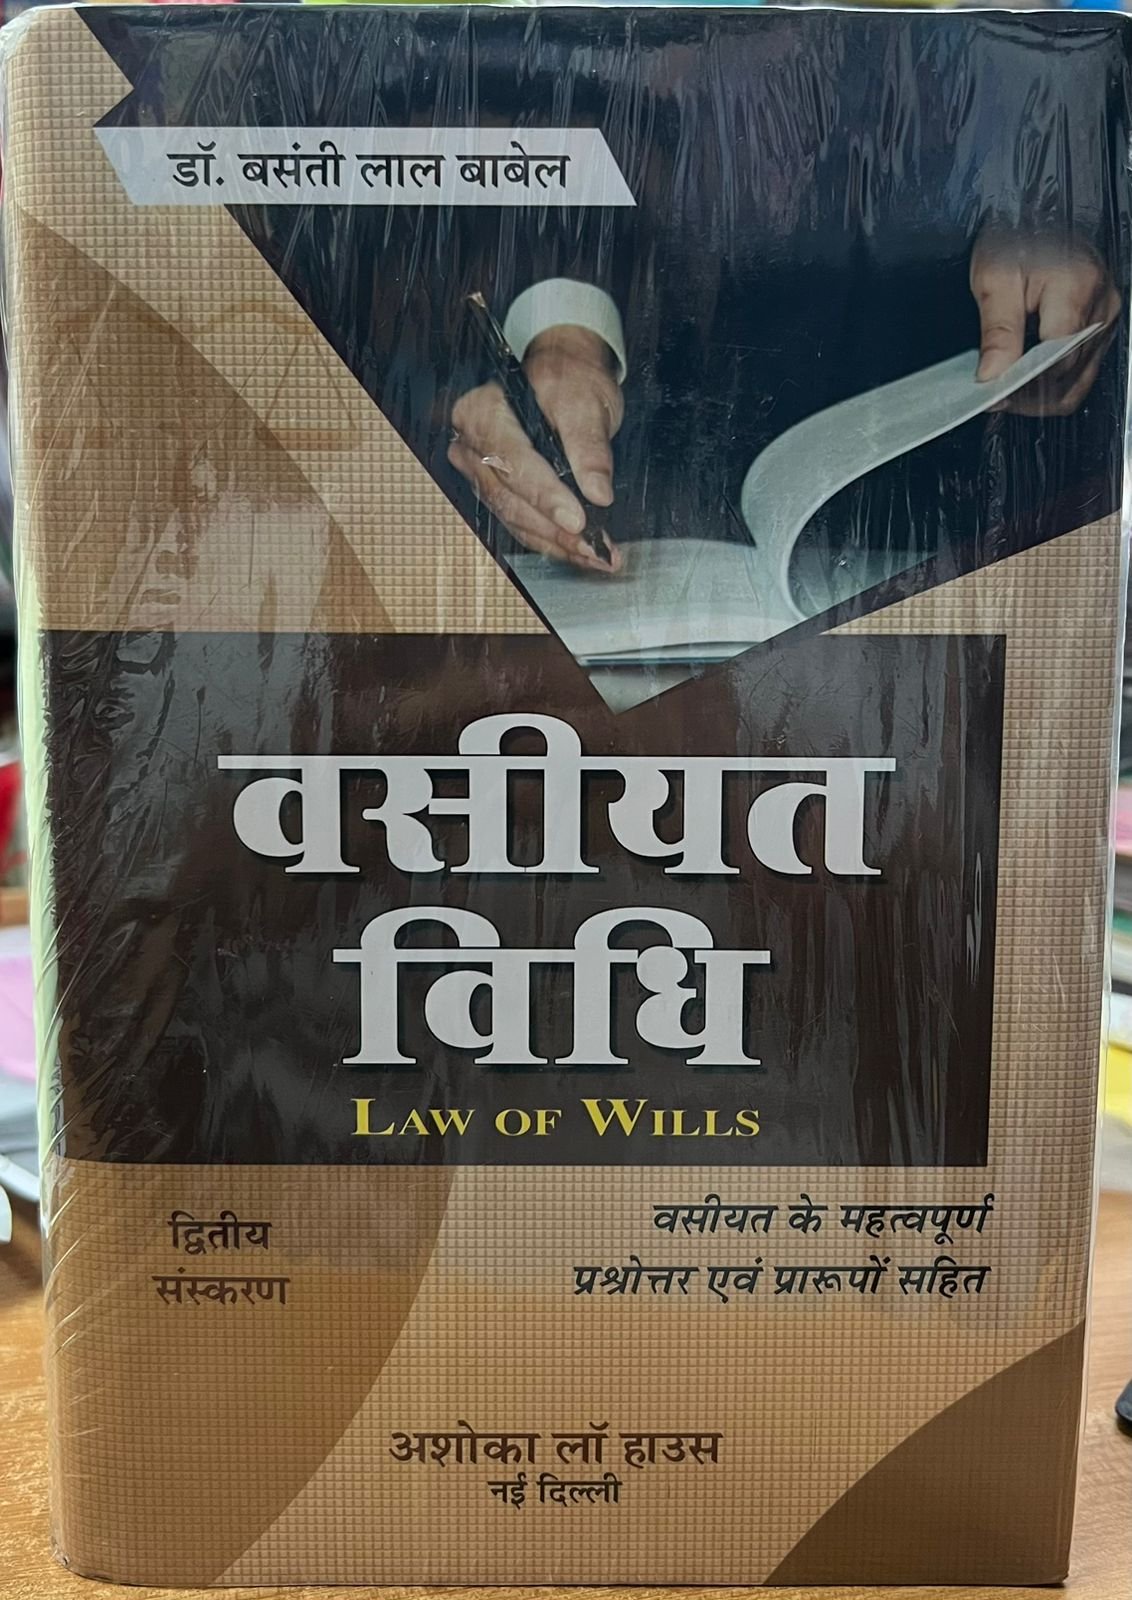 डॉ. बसंती लाल बाबेल
वसीयत
विधि
LAW OF WILLS
द्वितीय
संस्करण
वसीयत के महत्वपूर्ण
प्रश्नोत्तर एवं प्रारूपों सहित
अशोका लॉ हाउस
नई दिल्ली